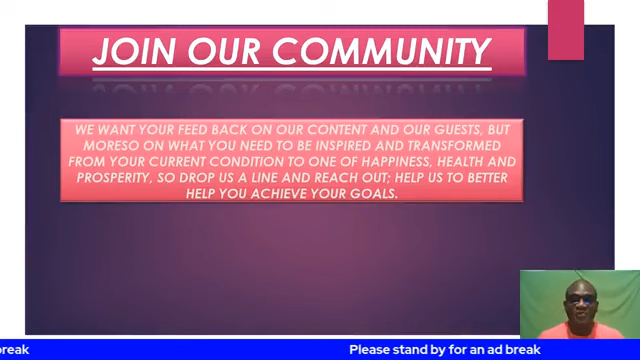 JOIN OUR COMMUNITY
WE WANT YOUR FEED BACK ON OUR CONTENT AND OUR GUESTS, BUT
MORESO ON WHAT YOU NEED TO BE INSPIRED AND TRANSFORMED
FROM YOUR CURRENT CONDITION TO ONE OF HAPPINESS, HEALTH AND
PROSPERITY, SO DROP US A LINE AND REACH OUT; HELP US TO BETTER
HELP YOU ACHIEVE YOUR GOALS.
break Please stand by for an ad break